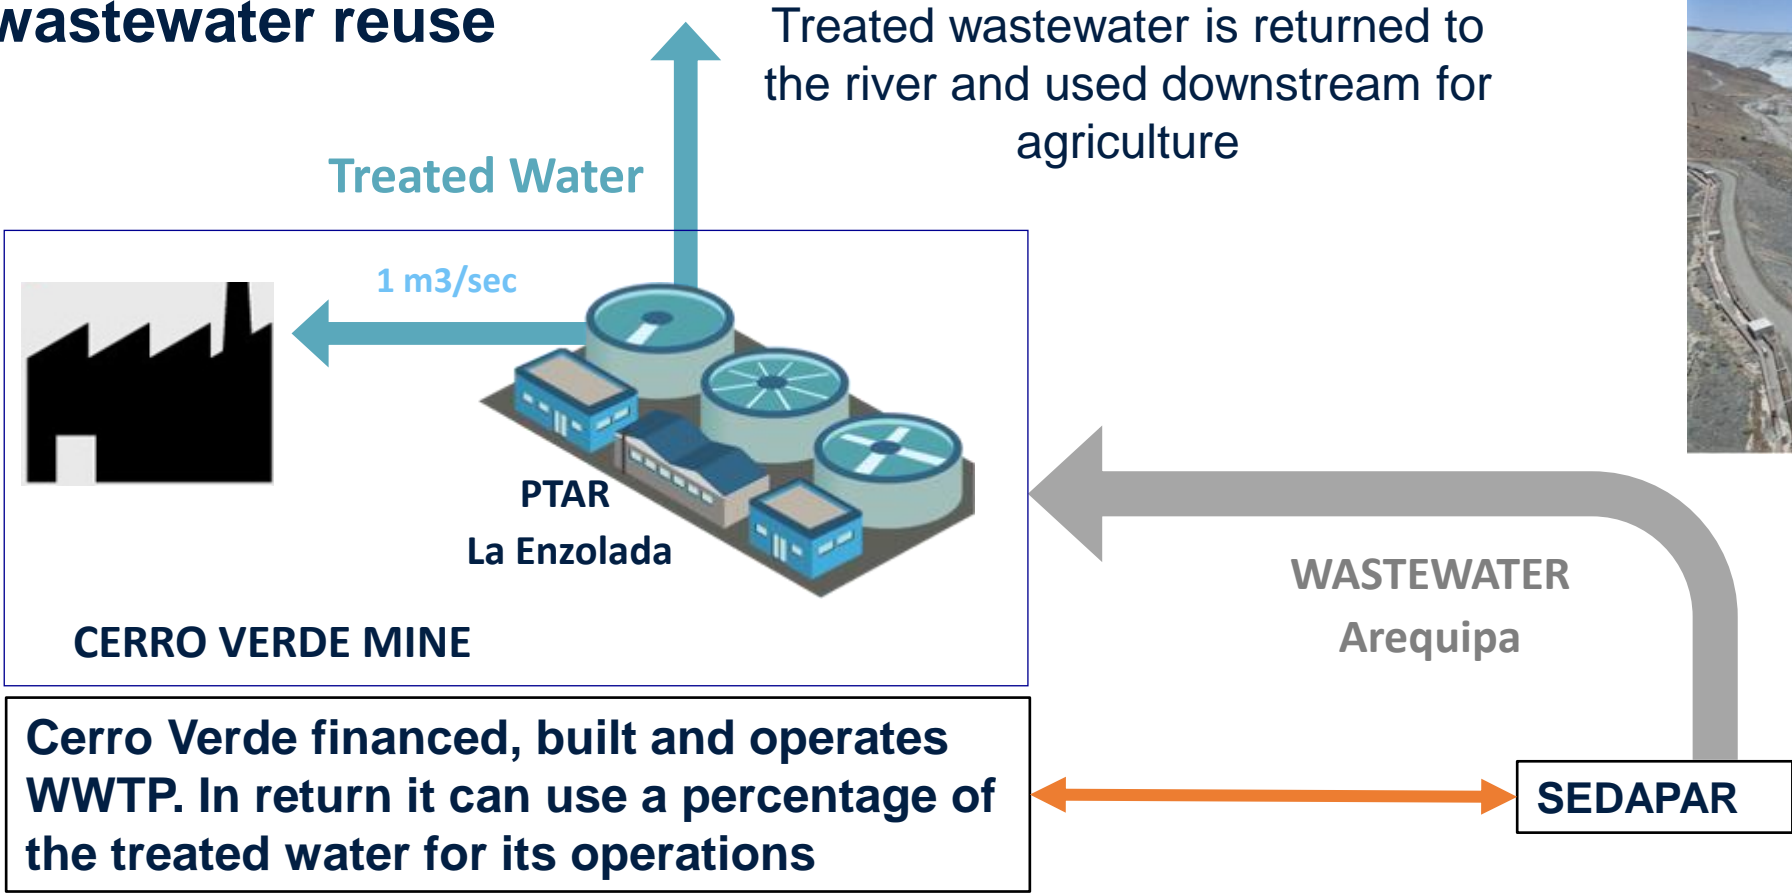 wastewater reuse
Treated wastewater is returned to
the river and used downstream for
agriculture
Treated Water
1 m3/sec
PTAR
La Enzolada
CERRO VERDE MINE
WASTEWATER
Arequipa
Cerro Verde financed, built and operates
WWTP. In return it can use a percentage of
the treated water for its operations
SEDAPAR